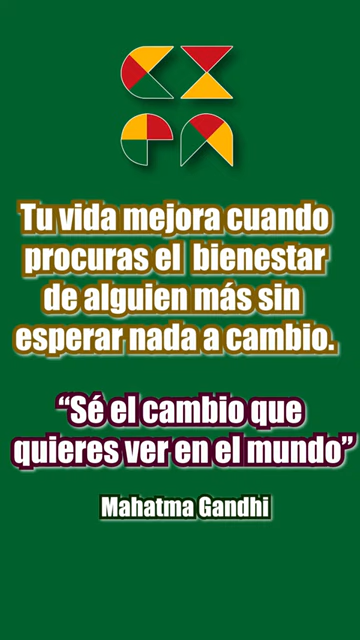 Tu vida mejora cuando
procuras el bienestar
de alguien más sin
esperar nada a cambio.
“Sé el cambio que
quieres ver en el mundo”
Mahatma Gandhi